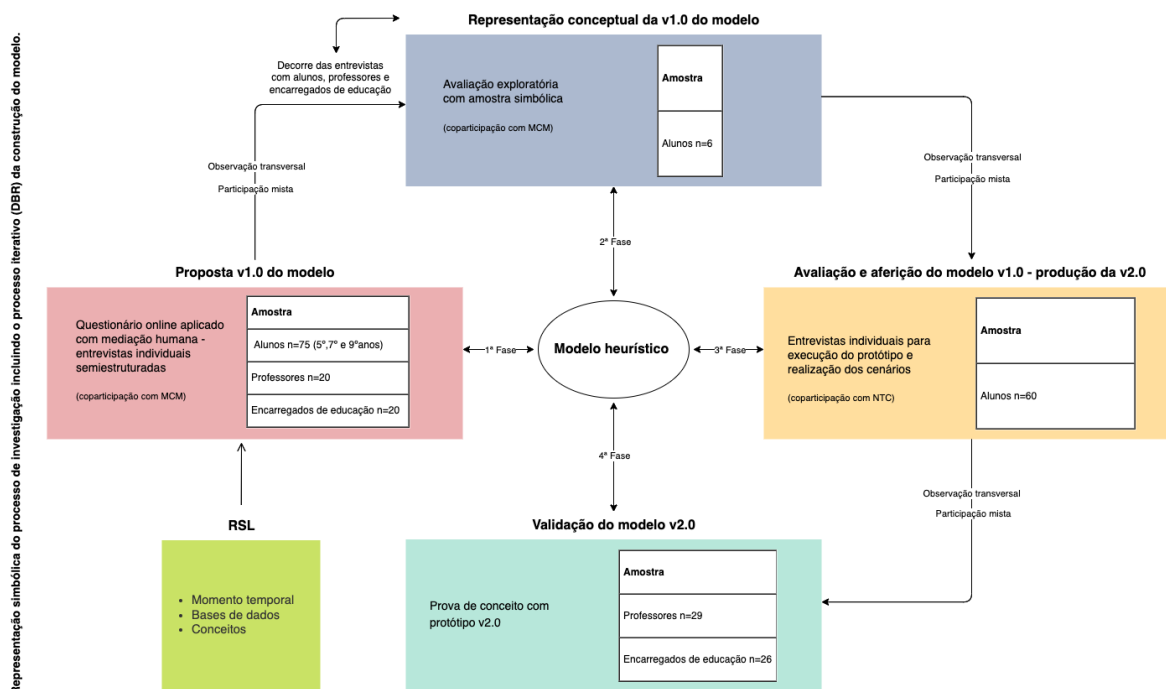 Representação simbólica do processo de investigação incluindo o processo iterativo (DBR) da construção do modelo.
Representação conceptual da v1.0 do modelo
Decorre das entrevistas
com alunos, professores e
encarregados de educação
Avaliação exploratória
com amostra simbólica
(coparticipação com MCM)
Amostra
Alunos n=6
Observação transversal
Participação mista
Observação transversal
Participação mista
2ª Fase
Proposta v1.0 do modelo
Questionário online aplicado
com mediação humana -
entrevistas individuais
semiestruturadas
(coparticipação com MCM)
Amostra
Alunos n=75 (5º,7º e 9ºanos)
Professores n=20
Encarregados de educação n=20
1ª Fase
Modelo heurístico
3ª Fase
Avaliação e aferição do modelo v1.0 - produção da v2.0
Entrevistas individuais para
execução do protótipo e
realização dos cenários
(coparticipação com NTC)
Amostra
Alunos n=60
4ª Fase
Observação transversal
Participação mista
RSL
Momento temporal
Bases de dados
Conceitos
Validação do modelo v2.0
Prova de conceito com
protótipo v2.0
Amostra
Professores n=29
Encarregados de educação n=26